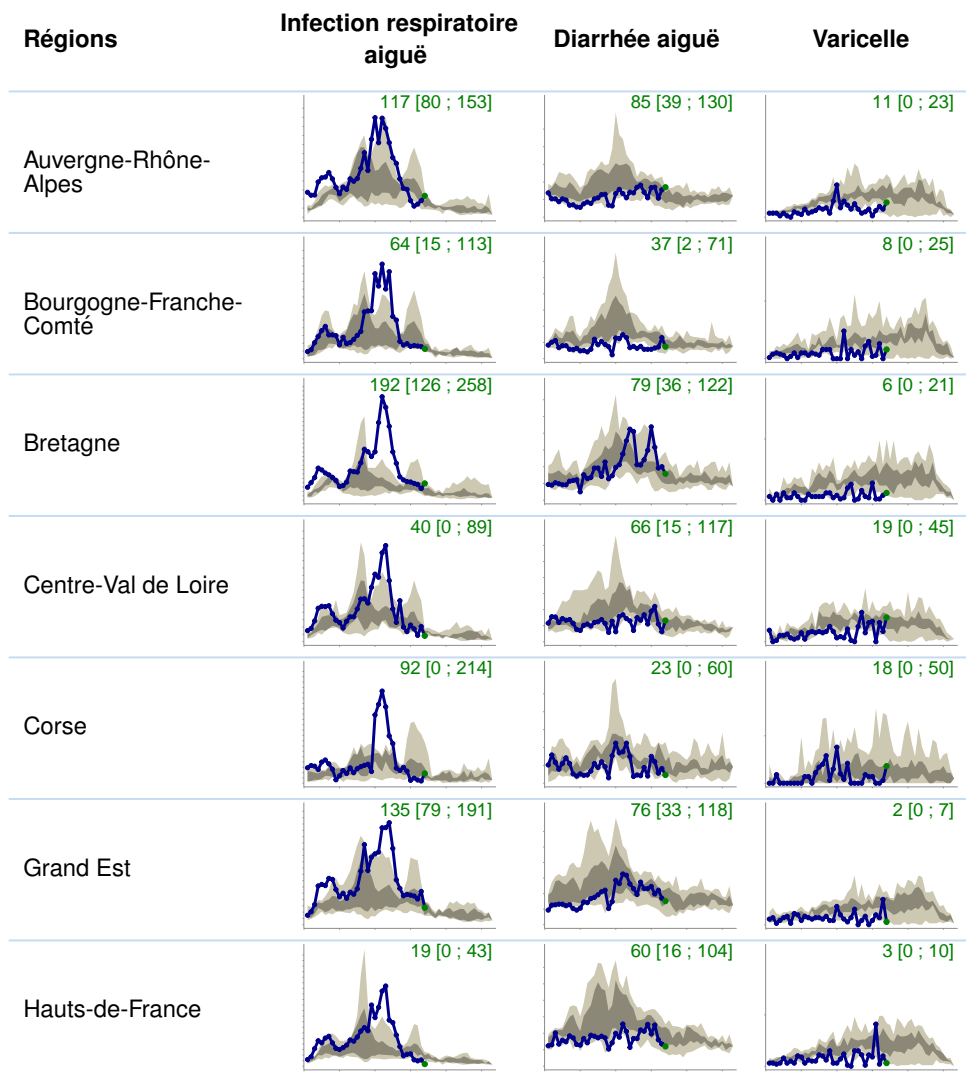 Régions
Infection respiratoire
aiguë
Diarrhée aiguë
Varicelle
Auvergne-Rhône-
Alpes
117 [80 ; 153]
85 [39 ; 130]
11 [0 ; 23]
Bourgogne-Franche-
Comté
64 [15 ; 113]
37 [2 ; 71]
8 [0 ; 25]
Bretagne
192 [126 ; 258]
79 [36 ; 122]
6 [0 ; 21]
Centre-Val de Loire
40 [0 ; 89]
66 [15 ; 117]
19 [0 ; 45]
Corse
92 [0 ; 214]
23 [0 ; 60]
18 [0 ; 50]
Grand Est
135 [79 ; 191]
76 [33 ; 118]
2 [0 ; 7]
Hauts-de-France
19 [0 ; 43]
60 [16 ; 104]
3 [0 ; 10]